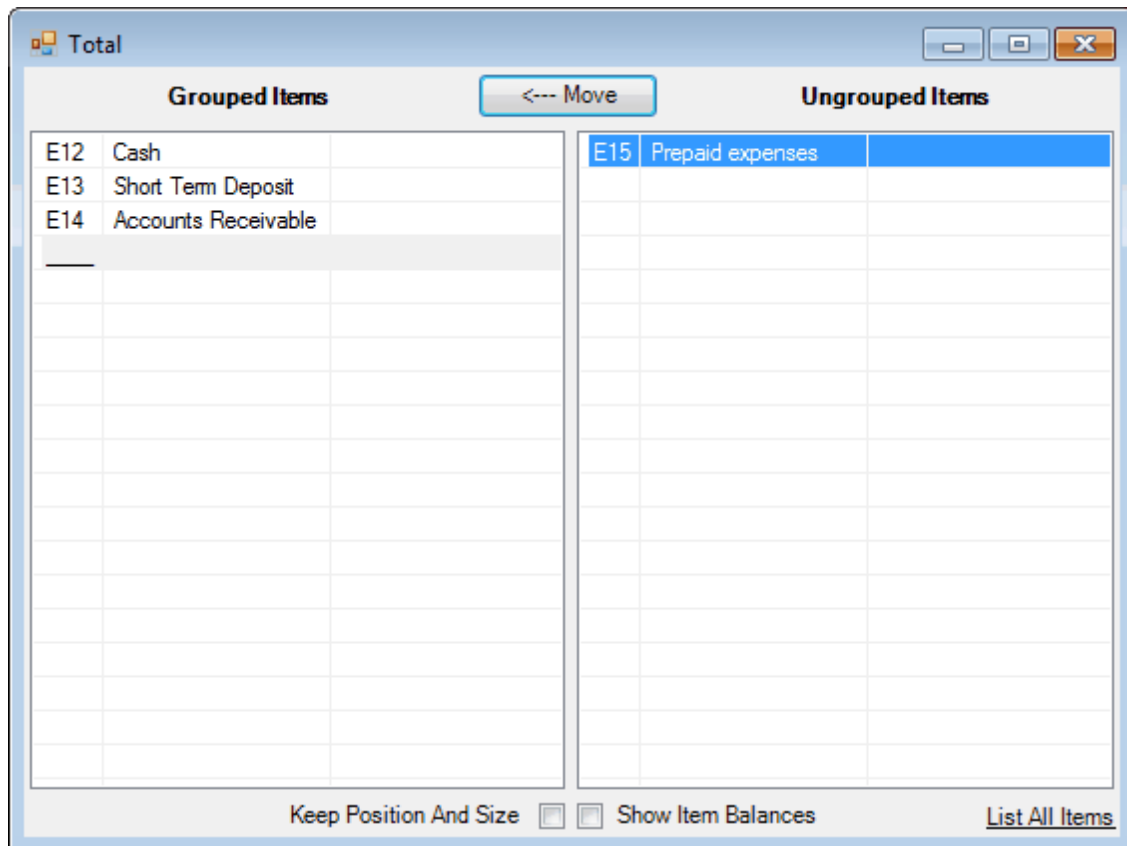 Total
Grouped Items <--- Move Ungrouped Items
E12 Cash E15 Prepaid expenses
E13 Short Term Deposit
E14 Accounts Receivable
____
Keep Position And Size Show Item Balances List All Items